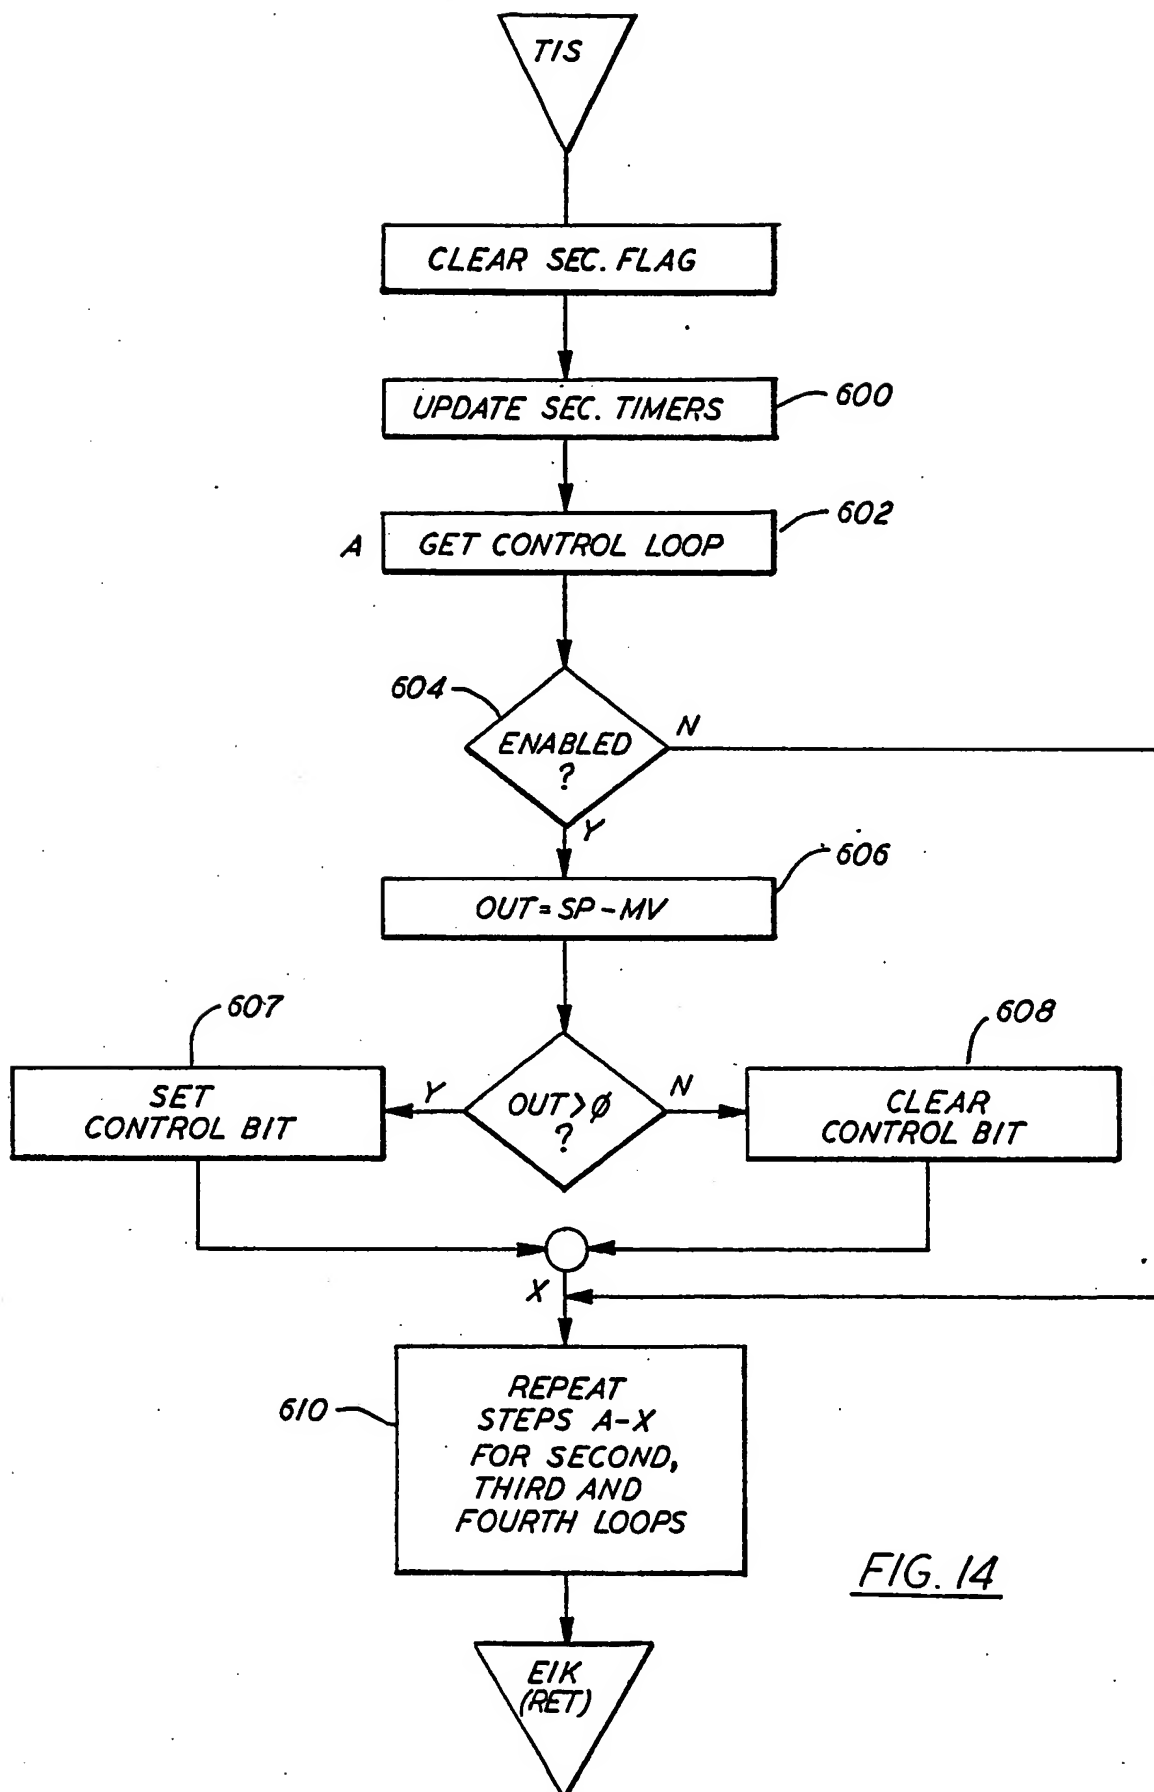 TIS
CLEAR SEC. FLAG
UPDATE SEC. TIMERS
600
602
A
GET CONTROL LOOP
604
ENABLED
?
N
Y
606
OUT=SP-MV
607
608
SET
CONTROL BIT
Y
OUT>∅
?
N
CLEAR
CONTROL BIT
X
610
REPEAT
STEPS A-X
FOR SECOND,
THIRD AND
FOURTH LOOPS
FIG. 14
EIK
(RET)